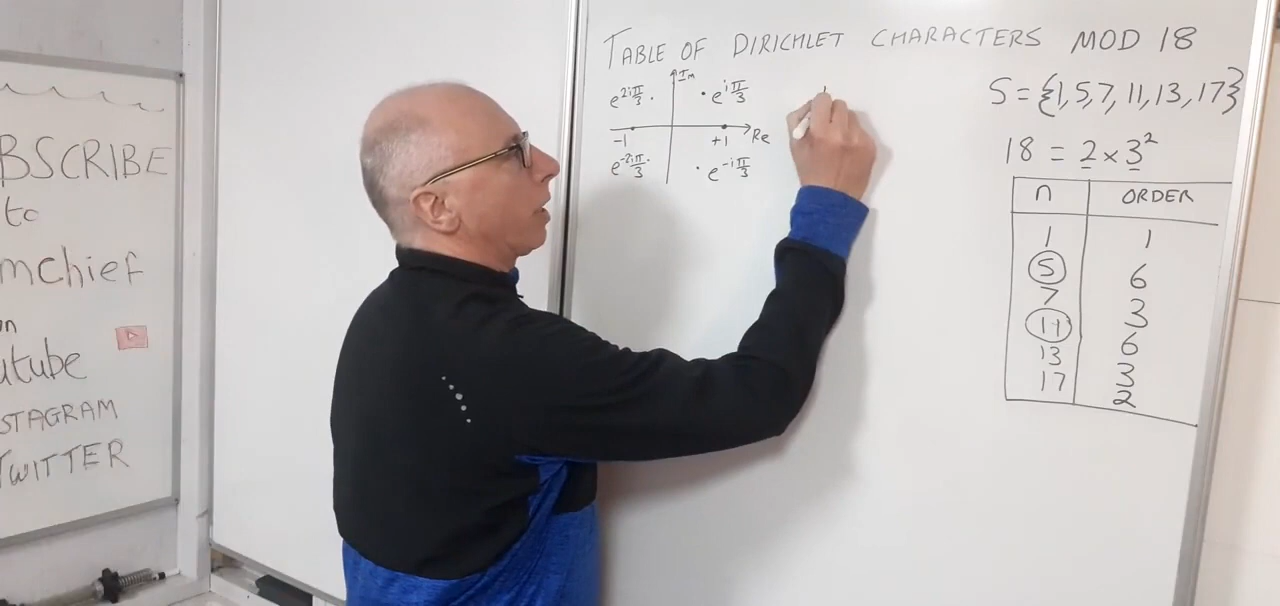 BSCRIBE
to
mchief
on
utube
STAGRAM
TWITTER
TABLE OF DIRICHLET CHARACTERS MOD 18
Im
e^{2iπ/3} e^{iπ/3}
-1 +1 Re
e^{-2iπ/3} e^{-iπ/3}
S = {1,5,7,11,13,17}
18 = 2 × 3²
n ORDER
1 1
5 6
7 3
11 6
13 3
17 2